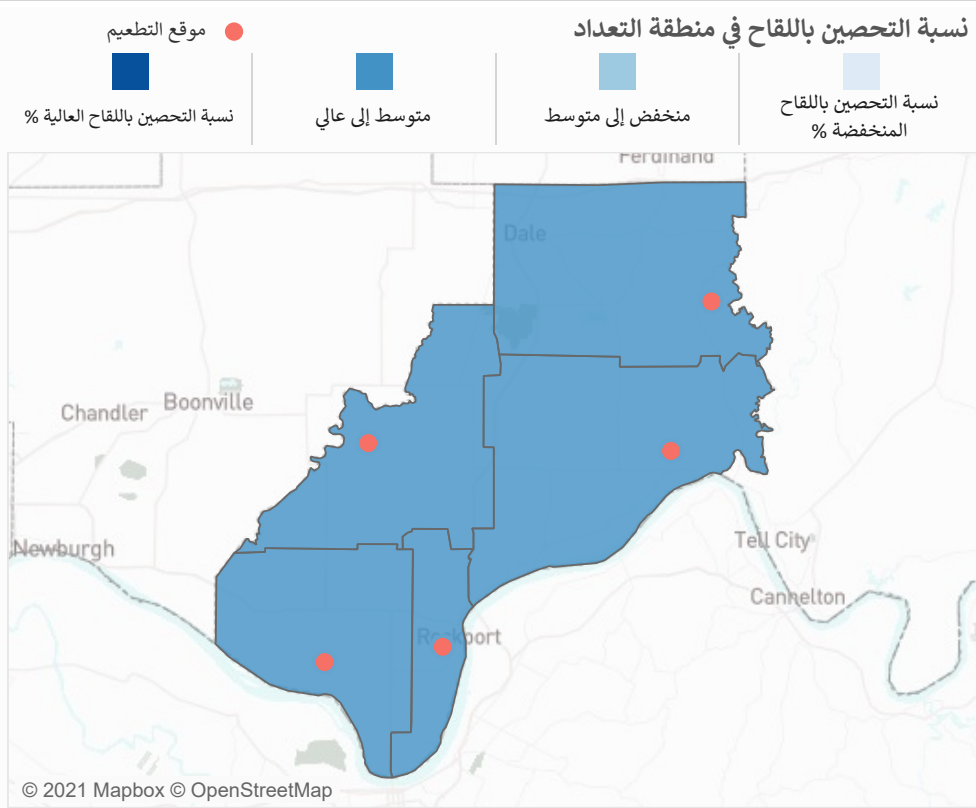 نسبة التحصين باللقاح في منطقة التعداد
موقع التطعيم
نسبة التحصين باللقاح
المنخفضة %
منخفض إلى متوسط
متوسط إلى عالي
نسبة التحصين باللقاح العالية %
Ferdinand
Dale
Boonville
Chandler
Newburgh
Tell City
Cannelton
Rockport
© 2021 Mapbox © OpenStreetMap